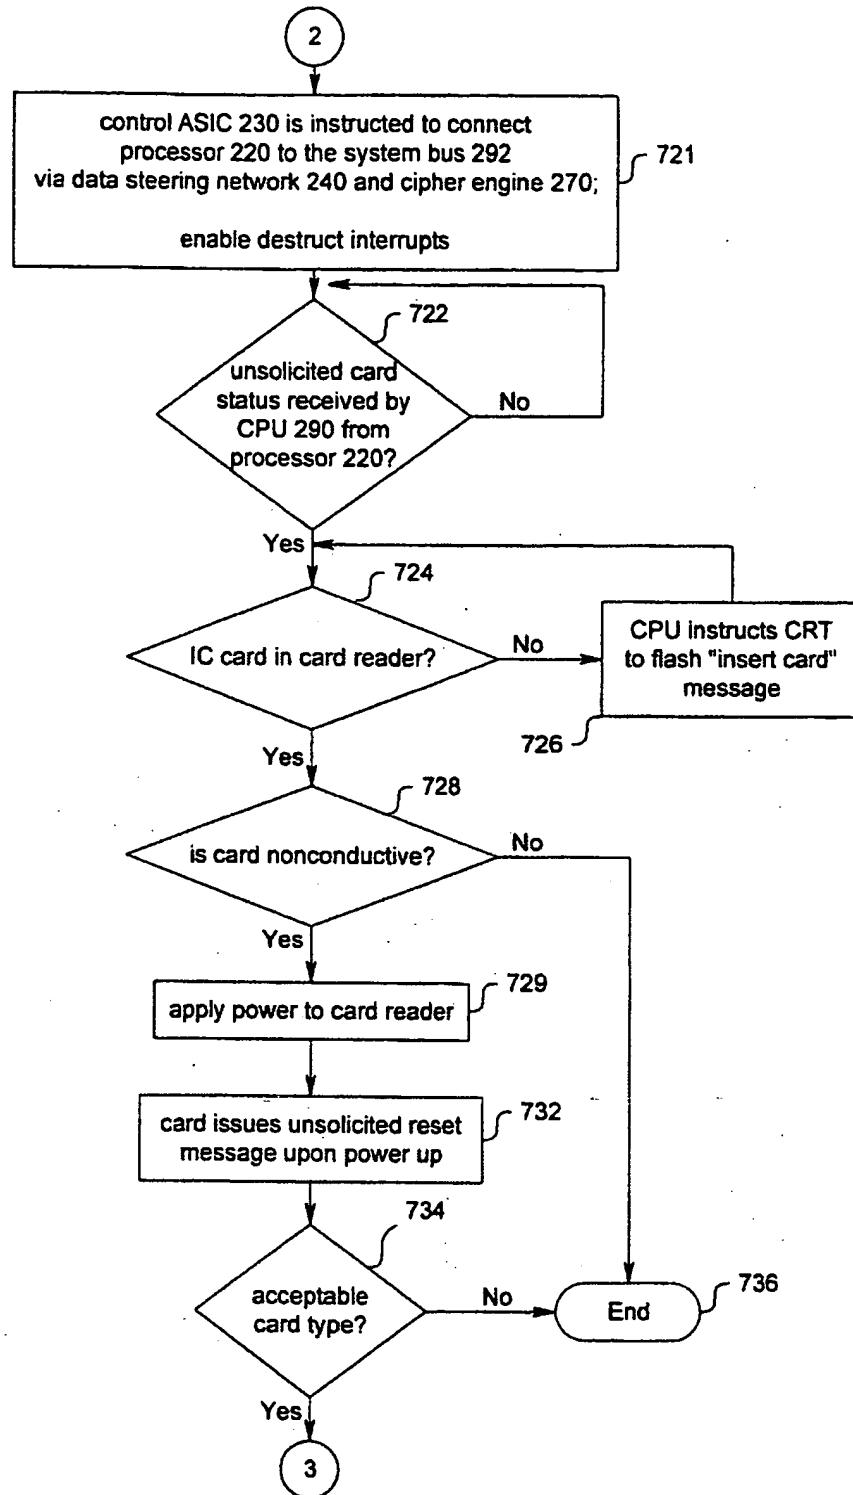 2
control ASIC 230 is instructed to connect
processor 220 to the system bus 292
via data steering network 240 and cipher engine 270;
enable destruct interrupts
721
722
unsolicited card
status received by
CPU 290 from
processor 220?
No
Yes
724
IC card in card reader?
No
CPU instructs CRT
to flash "insert card"
message
726
Yes
728
is card nonconductive?
No
Yes
729
apply power to card reader
732
card issues unsolicited reset
message upon power up
734
acceptable
card type?
No
End
736
Yes
3